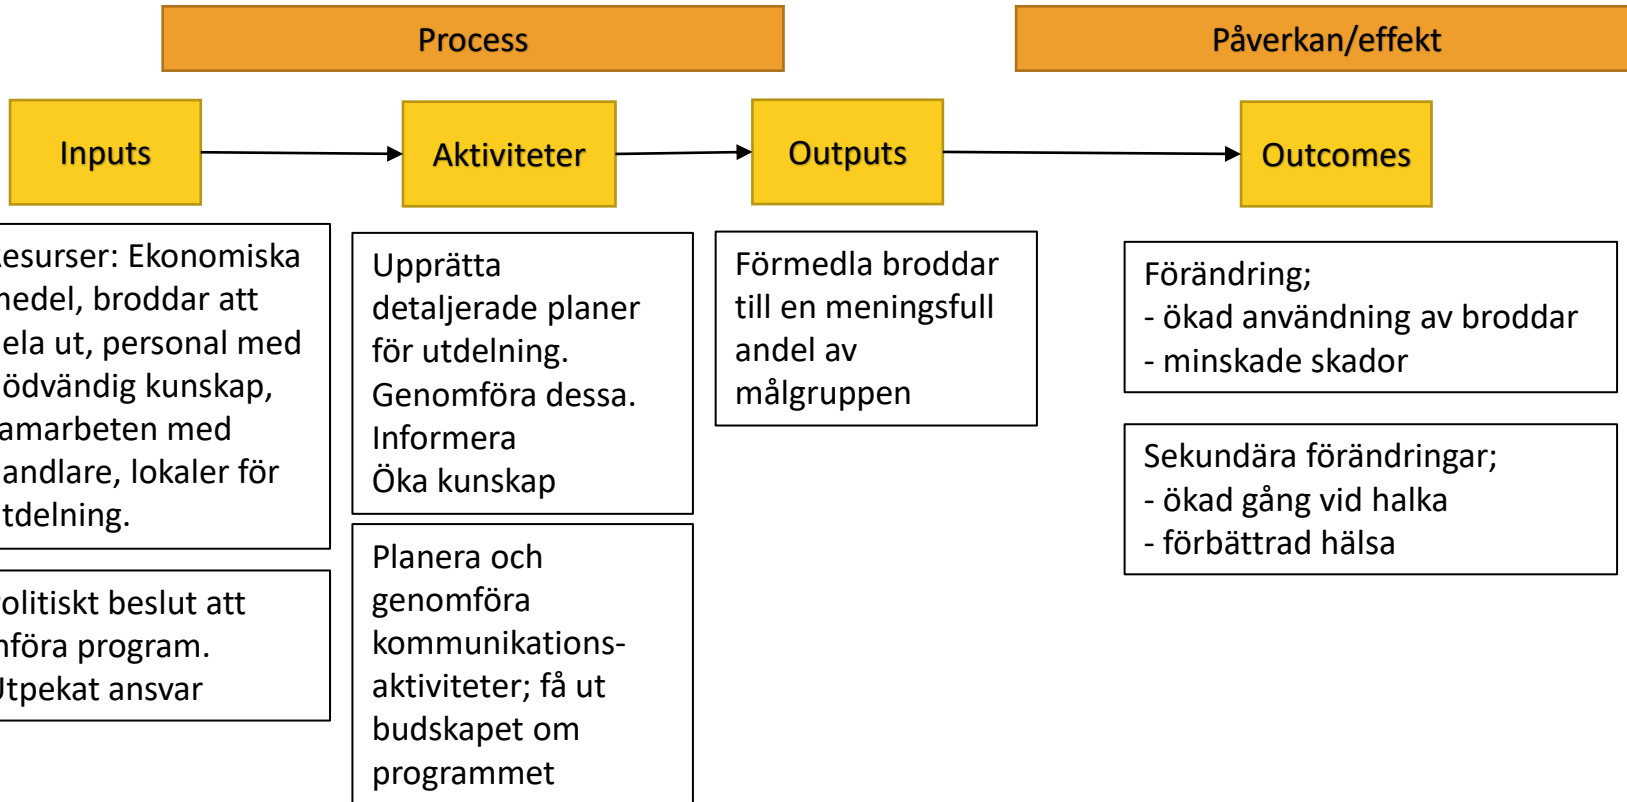 Process
Påverkan/effekt
Inputs
Aktiviteter
Outputs
Outcomes
esurser: Ekonomiska
medel, broddar att
ela ut, personal med
ödvändig kunskap,
amarbeten med
andlare, lokaler för
tdelning.
olitiskt beslut att
nföra program.
Utpekat ansvar
Upprätta
detaljerade planer
för utdelning.
Genomföra dessa.
Informera
Öka kunskap
Planera och
genomföra
kommunikations-
aktiviteter; få ut
budskapet om
programmet
Förmedla broddar
till en meningsfull
andel av
målgruppen
Förändring;
- ökad användning av broddar
- minskade skador
Sekundära förändringar;
- ökad gång vid halka
- förbättrad hälsa